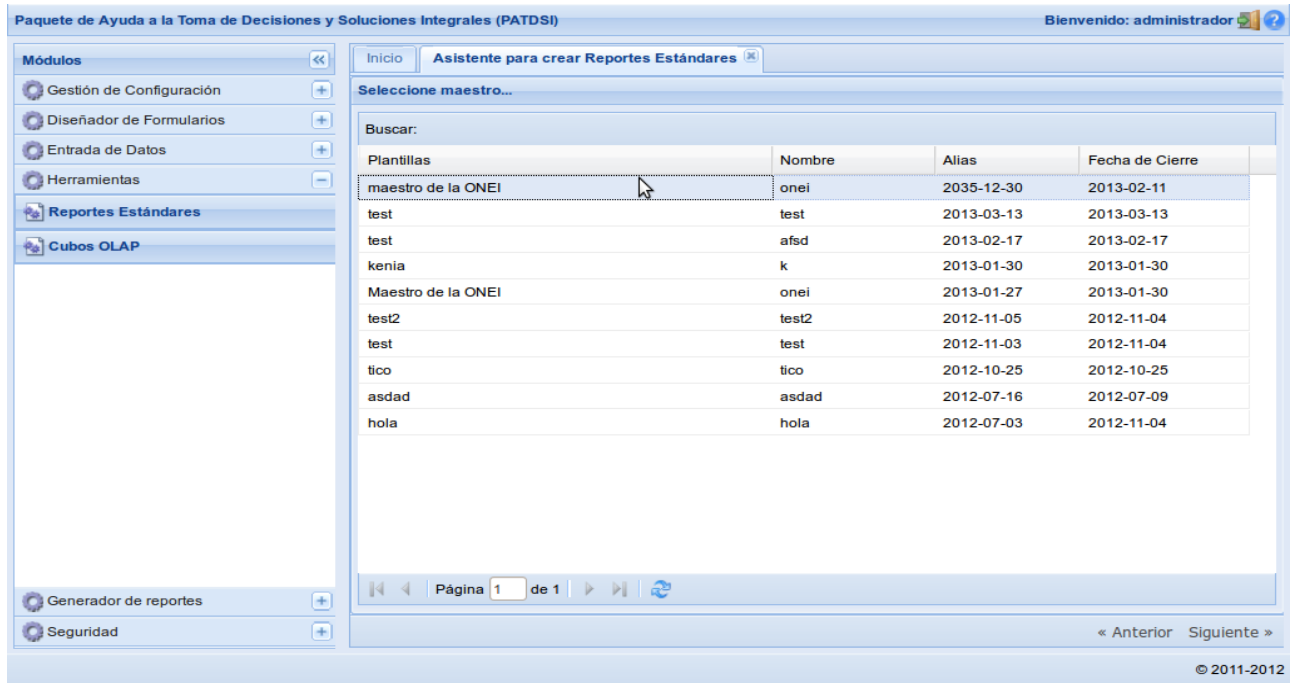 Paquete de Ayuda a la Toma de Decisiones y Soluciones Integrales (PATDSI)
Bienvenido: administrador
Módulos
Gestión de Configuración
Diseñador de Formularios
Entrada de Datos
Herramientas
Reportes Estándares
Cubos OLAP
Generador de reportes
Seguridad
Inicio
Asistente para crear Reportes Estándares
Seleccione maestro...
Buscar:
Plantillas Nombre Alias Fecha de Cierre
maestro de la ONEI onei 2035-12-30 2013-02-11
test test 2013-03-13 2013-03-13
test afsd 2013-02-17 2013-02-17
kenia k 2013-01-30 2013-01-30
Maestro de la ONEI onei 2013-01-27 2013-01-30
test2 test2 2012-11-05 2012-11-04
test test 2012-11-03 2012-11-04
tico tico 2012-10-25 2012-10-25
asdad asdad 2012-07-16 2012-07-09
hola hola 2012-07-03 2012-11-04
Página 1 de 1
« Anterior Siguiente »
© 2011-2012